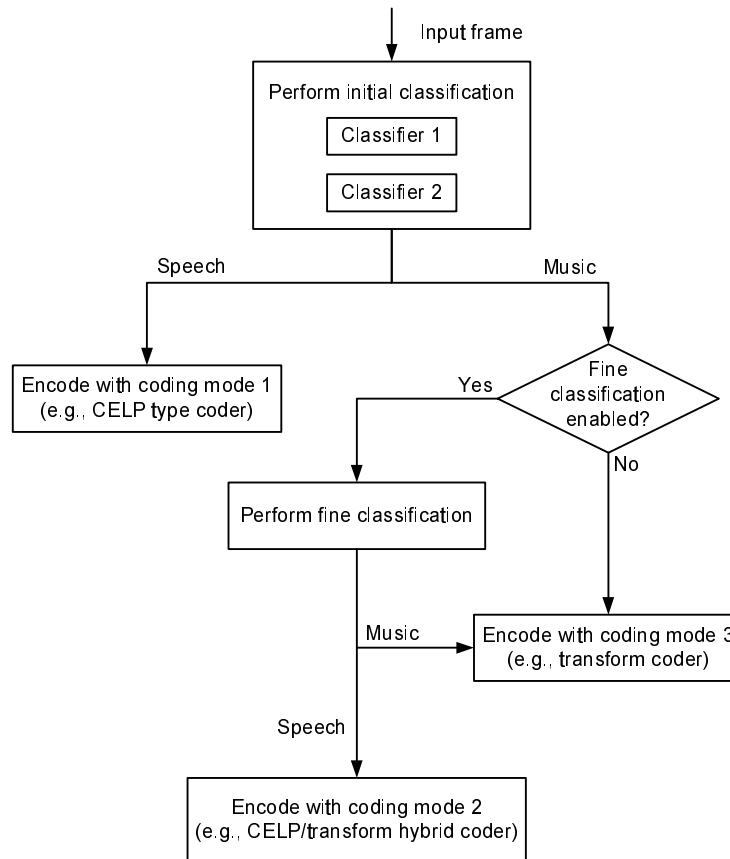 Input frame
Perform initial classification
Classifier 1
Classifier 2
Speech
Music
Encode with coding mode 1
(e.g., CELP type coder)
Fine
classification
enabled?
Yes
No
Perform fine classification
Music
Encode with coding mode 3
(e.g., transform coder)
Speech
Encode with coding mode 2
(e.g., CELP/transform hybrid coder)